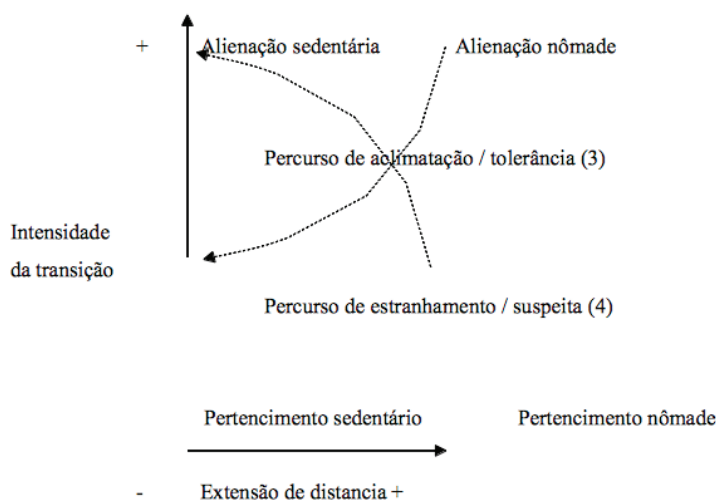 + Alienação sedentária Alienação nômade
Percurso de aclimatação / tolerância (3)
Intensidade
da transição
Percurso de estranhamento / suspeita (4)
Pertencimento sedentário Pertencimento nômade
- Extensão de distancia +